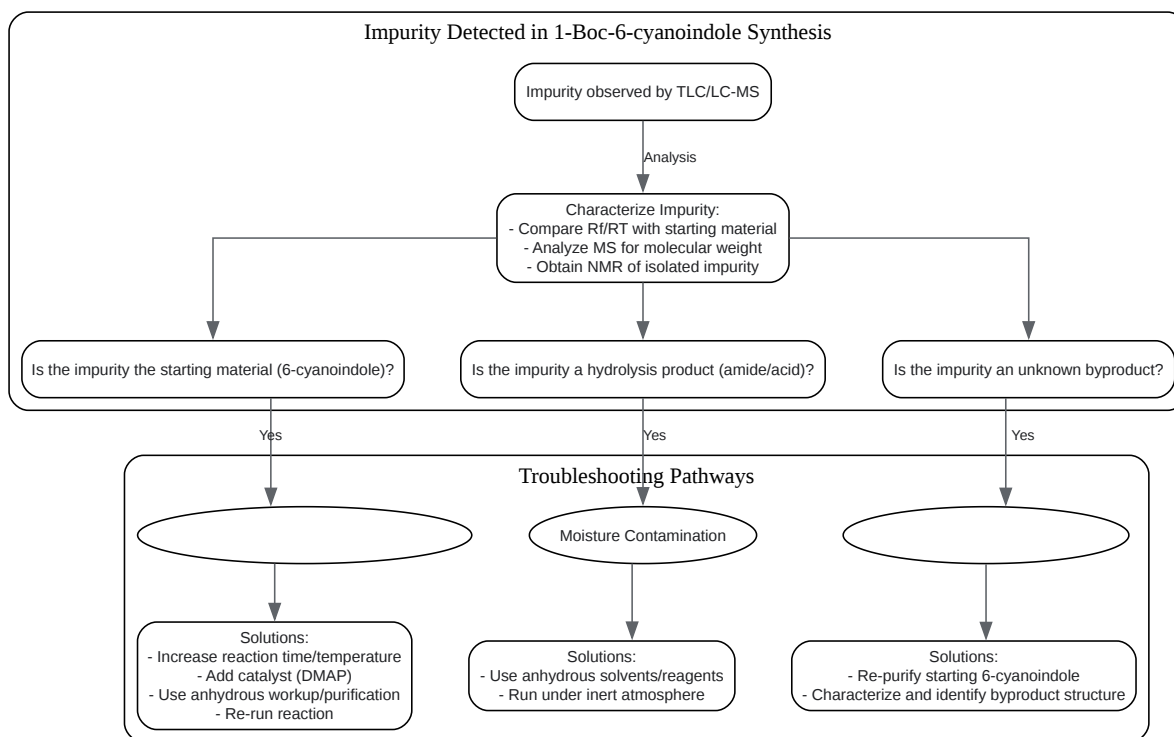 Impurity Detected in 1-Boc-6-cyanoindole Synthesis
Impurity observed by TLC/LC-MS
Analysis
Characterize Impurity:
- Compare Rf/RT with starting material
- Analyze MS for molecular weight
- Obtain NMR of isolated impurity
Is the impurity the starting material (6-cyanoindole)?
Is the impurity a hydrolysis product (amide/acid)?
Is the impurity an unknown byproduct?
Yes
Yes
Yes
Troubleshooting Pathways
Moisture Contamination
Solutions:
- Increase reaction time/temperature
- Add catalyst (DMAP)
- Use anhydrous workup/purification
- Re-run reaction
Solutions:
- Use anhydrous solvents/reagents
- Run under inert atmosphere
Solutions:
- Re-purify starting 6-cyanoindole
- Characterize and identify byproduct structure